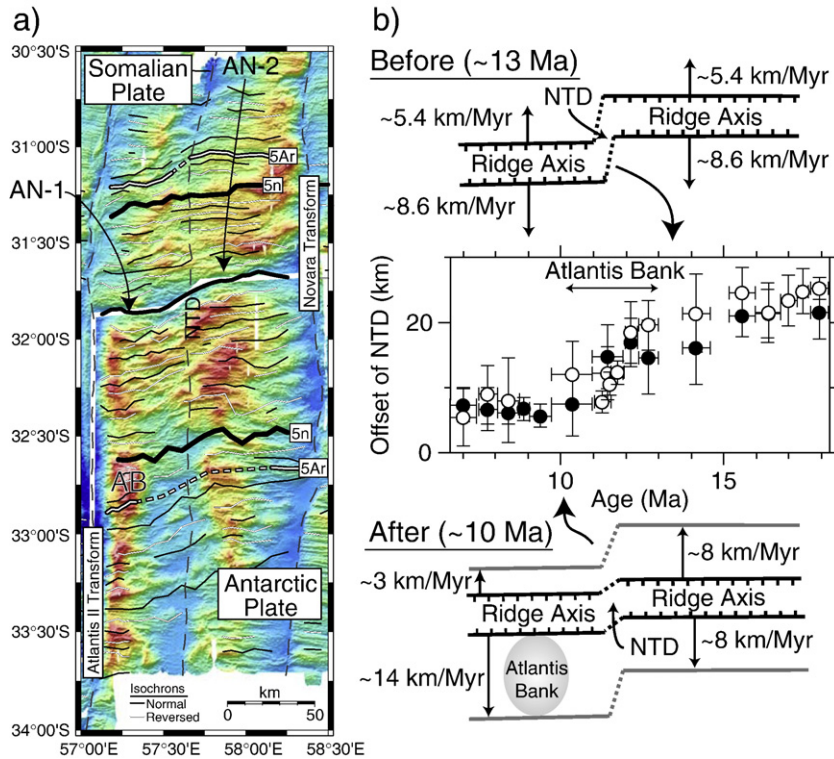 a)
30°30'S
31°00'S
31°30'S
32°00'S
32°30'S
33°00'S
33°30'S
34°00'S
57°00'E
57°30'E
58°00'E
58°30'E
Somalian
Plate
AN-2
AN-1
5Ar
5n
Novara Transform
NTD
5n
5Ar
AB
Atlantis II Transform
Antarctic
Plate
Isochrons
Normal
Reversed
km
0
50
b)
Before (~13 Ma)
~5.4 km/Myr
NTD
~5.4 km/Myr
Ridge Axis
Ridge Axis
~8.6 km/Myr
~8.6 km/Myr
Atlantis Bank
Offset of NTD (km)
20
0
10
15
Age (Ma)
After (~10 Ma)
~3 km/Myr
~8 km/Myr
Ridge Axis
Ridge Axis
NTD
~8 km/Myr
~14 km/Myr
Atlantis
Bank